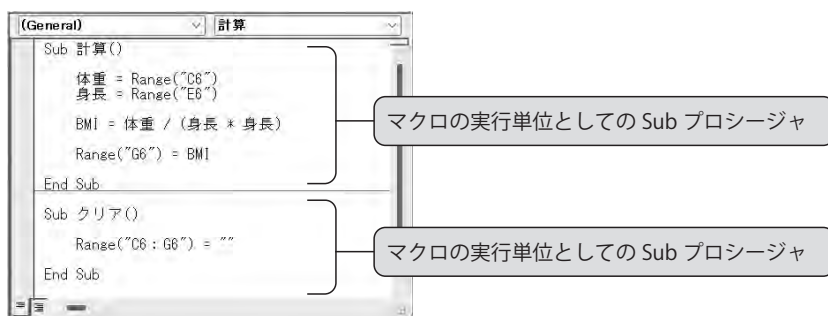 (General) 計算
Sub 計算()
体重 = Range("C6")
身長 = Range("E6")
BMI = 体重 / (身長 * 身長)
Range("G6") = BMI
End Sub
マクロの実行単位としての Sub プロシージャ
Sub クリア()
Range("C6:G6") = ""
End Sub
マクロの実行単位としての Sub プロシージャ